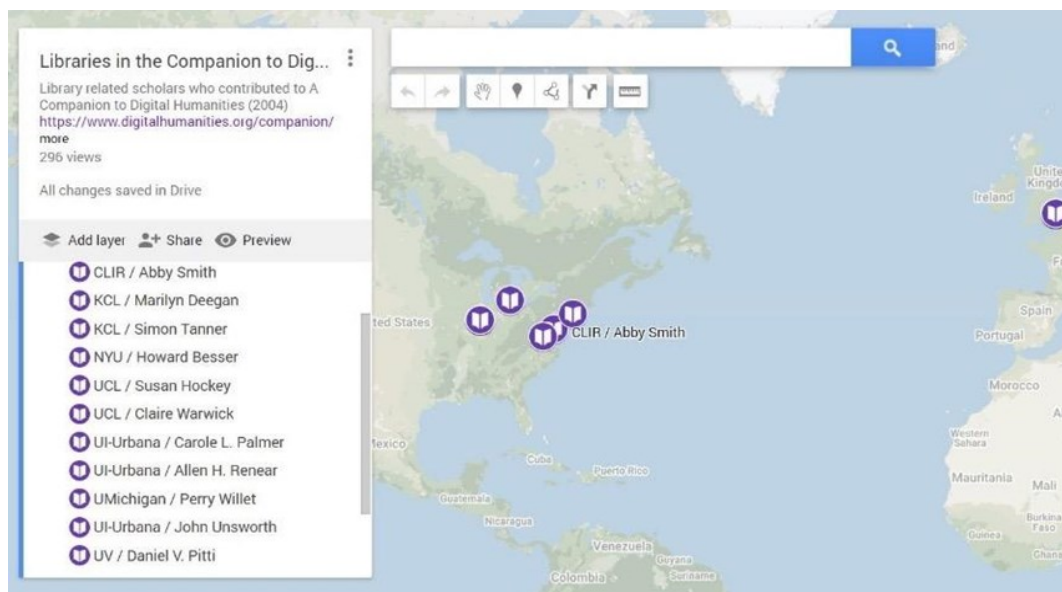 Libraries in the Companion to Dig...
Library related scholars who contributed to A
Companion to Digital Humanities (2004)
https://www.digitalhumanities.org/companion/
more
296 views
All changes saved in Drive
Add layer Share Preview
CLIR / Abby Smith
KCL / Marilyn Deegan
KCL / Simon Tanner
NYU / Howard Besser
UCL / Susan Hockey
UCL / Claire Warwick
UI-Urbana / Carole L. Palmer
UI-Urbana / Allen H. Renear
UMichigan / Perry Willet
UI-Urbana / John Unsworth
UV / Daniel V. Pitti
and
Unite
Kingdo
Ireland
Fr
Spain
Portugal
ted States
CLIR / Abby Smith
Morocco
A
Western
Sahara
Mexico
Cuba
Puerto Rico
Mauritania
Mali
Guatemala
Nicaragua
Burkina
Faso
Guinea
Ghana
Venezuela
Guyana
Suriname
Colombia